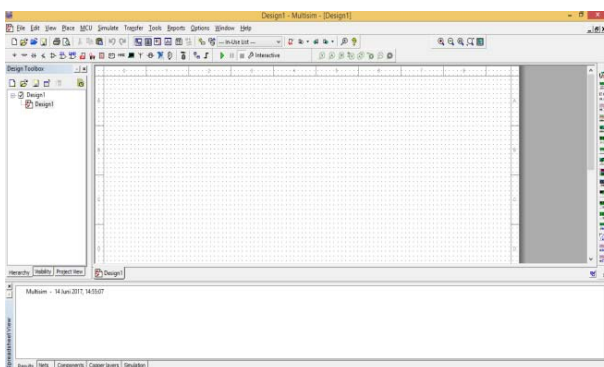 Design1 - Multisim - [Design1]
File Edit View Place MCU Simulate Transfer Tools Reports Options Window Help
--- In-Use List ---
Interactive
Design Toolbox
Design1
Design1
Hierarchy Visibility Project View
Design1
Multisim - 14 Juni 2017, 14:55:07
Spreadsheet View
Results Nets Components Copper layers Simulation